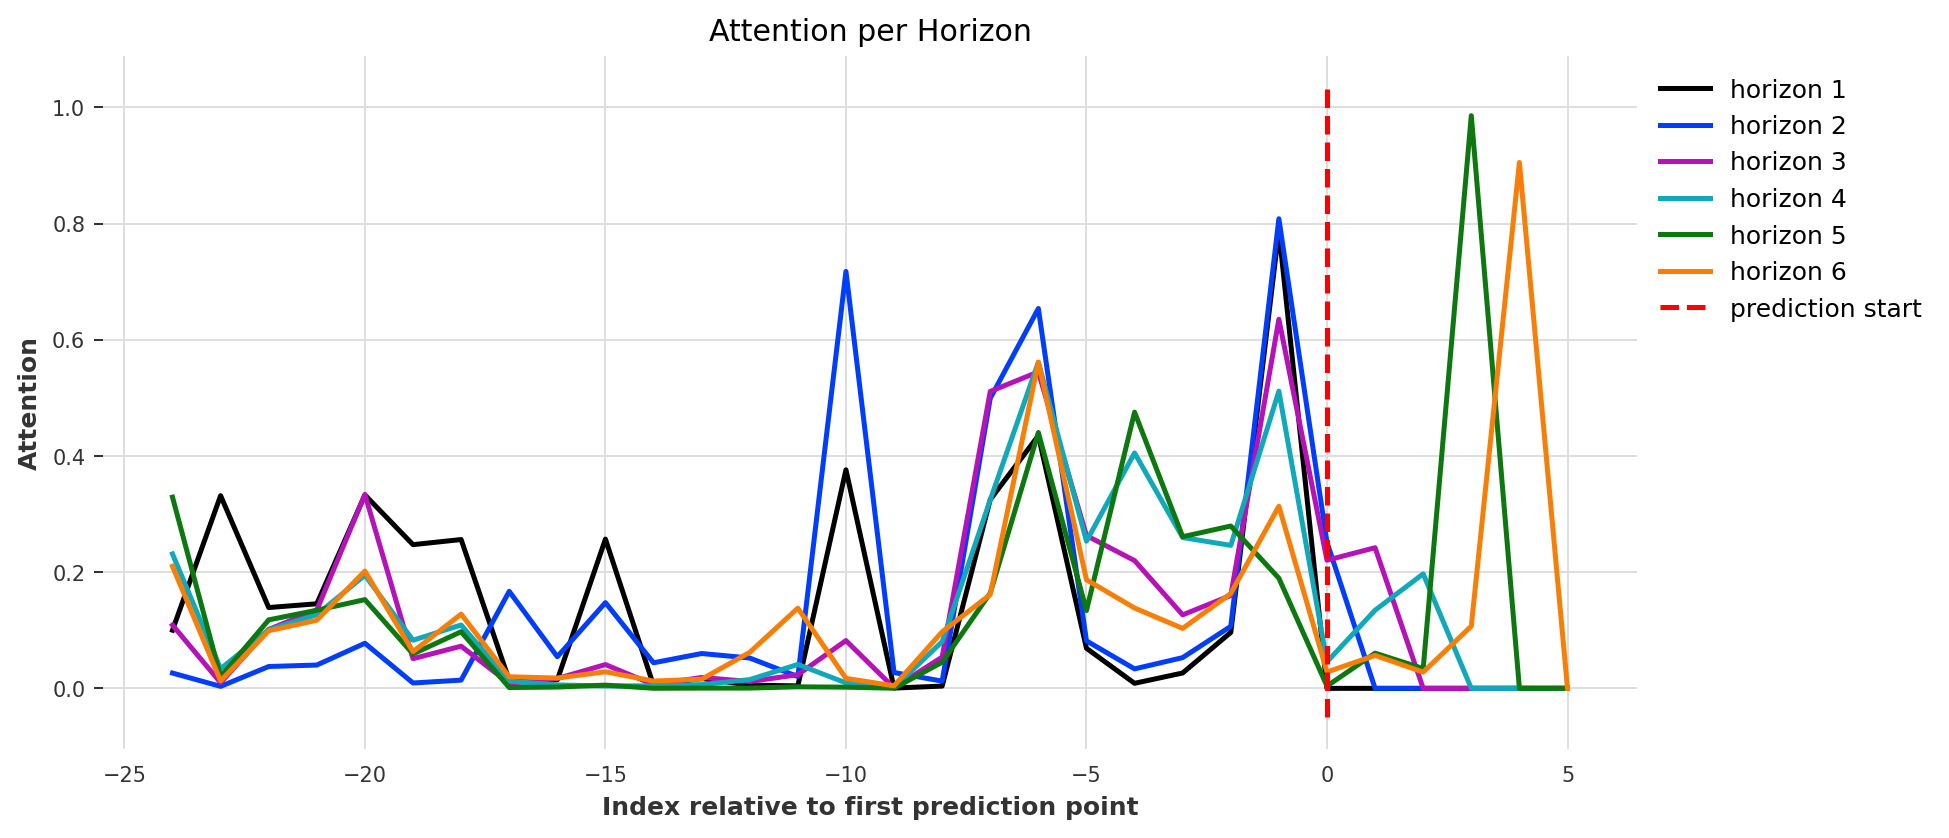 Attention per Horizon
horizon 1
horizon 2
horizon 3
horizon 4
horizon 5
horizon 6
prediction start
Attention
1.0
0.8
0.6
0.4
0.2
0.0
−25
−20
−15
−10
−5
0
5
Index relative to first prediction point